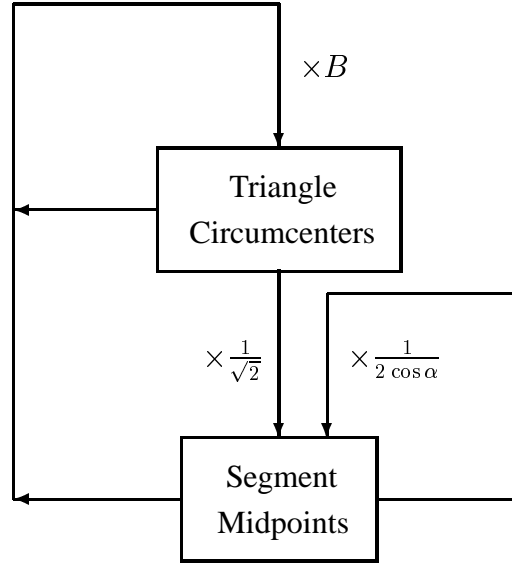 ×B
Triangle
Circumcenters
× 1/√2
× 1/(2 cos α)
Segment
Midpoints